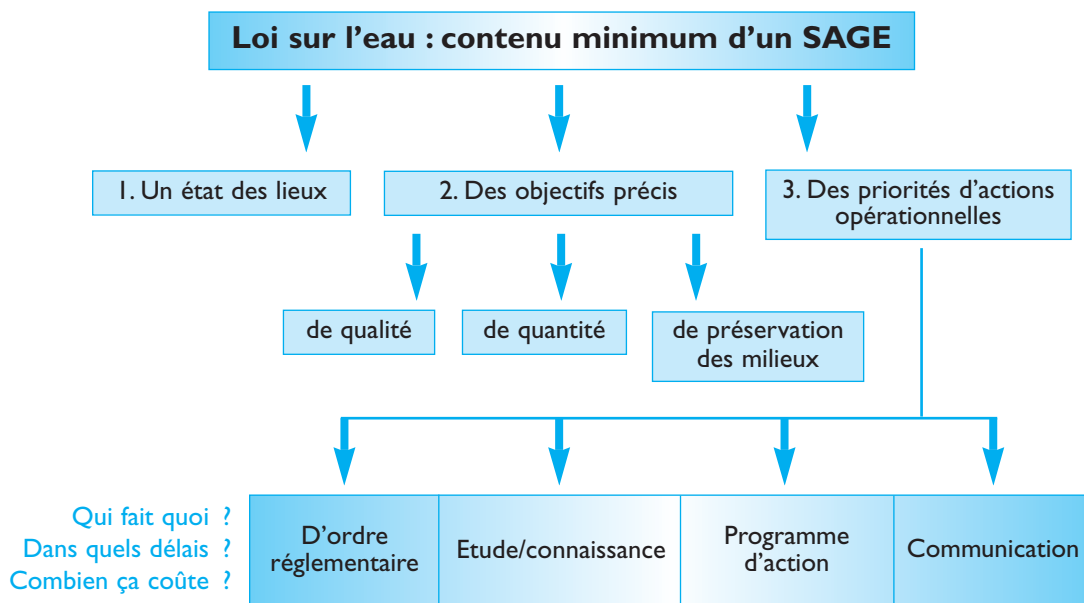 Loi sur l'eau : contenu minimum d'un SAGE
1. Un état des lieux
2. Des objectifs précis
3. Des priorités d'actions
opérationnelles
de qualité
de quantité
de préservation
des milieux
Qui fait quoi ?
Dans quels délais ?
Combien ça coûte ?
D'ordre
réglementaire
Etude/connaissance
Programme
d'action
Communication